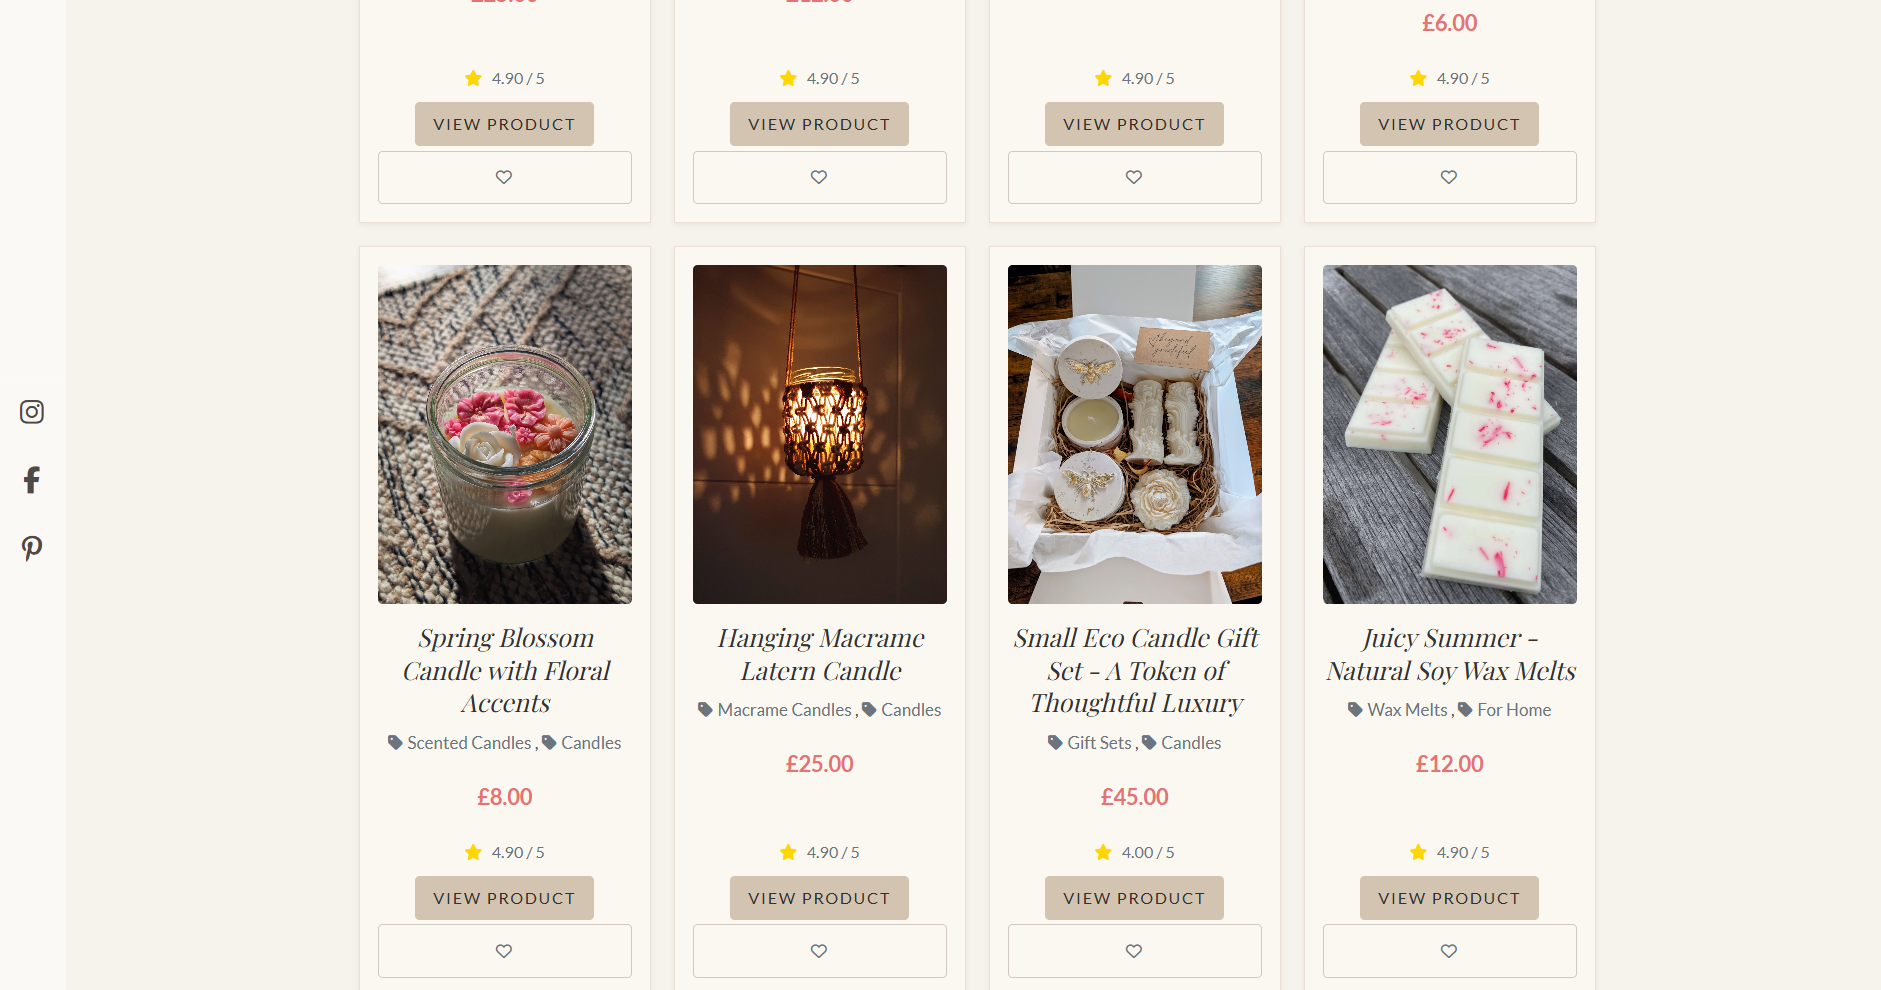 £6.00
4.90 / 5
4.90 / 5
4.90 / 5
4.90 / 5
VIEW PRODUCT
VIEW PRODUCT
VIEW PRODUCT
VIEW PRODUCT
Spring Blossom
Candle with Floral
Accents
Scented Candles , Candles
£8.00
4.90 / 5
VIEW PRODUCT
Hanging Macrame
Latern Candle
Macrame Candles , Candles
£25.00
4.90 / 5
VIEW PRODUCT
beyond
grateful
Small Eco Candle Gift
Set - A Token of
Thoughtful Luxury
Gift Sets , Candles
£45.00
4.00 / 5
VIEW PRODUCT
Juicy Summer -
Natural Soy Wax Melts
Wax Melts , For Home
£12.00
4.90 / 5
VIEW PRODUCT